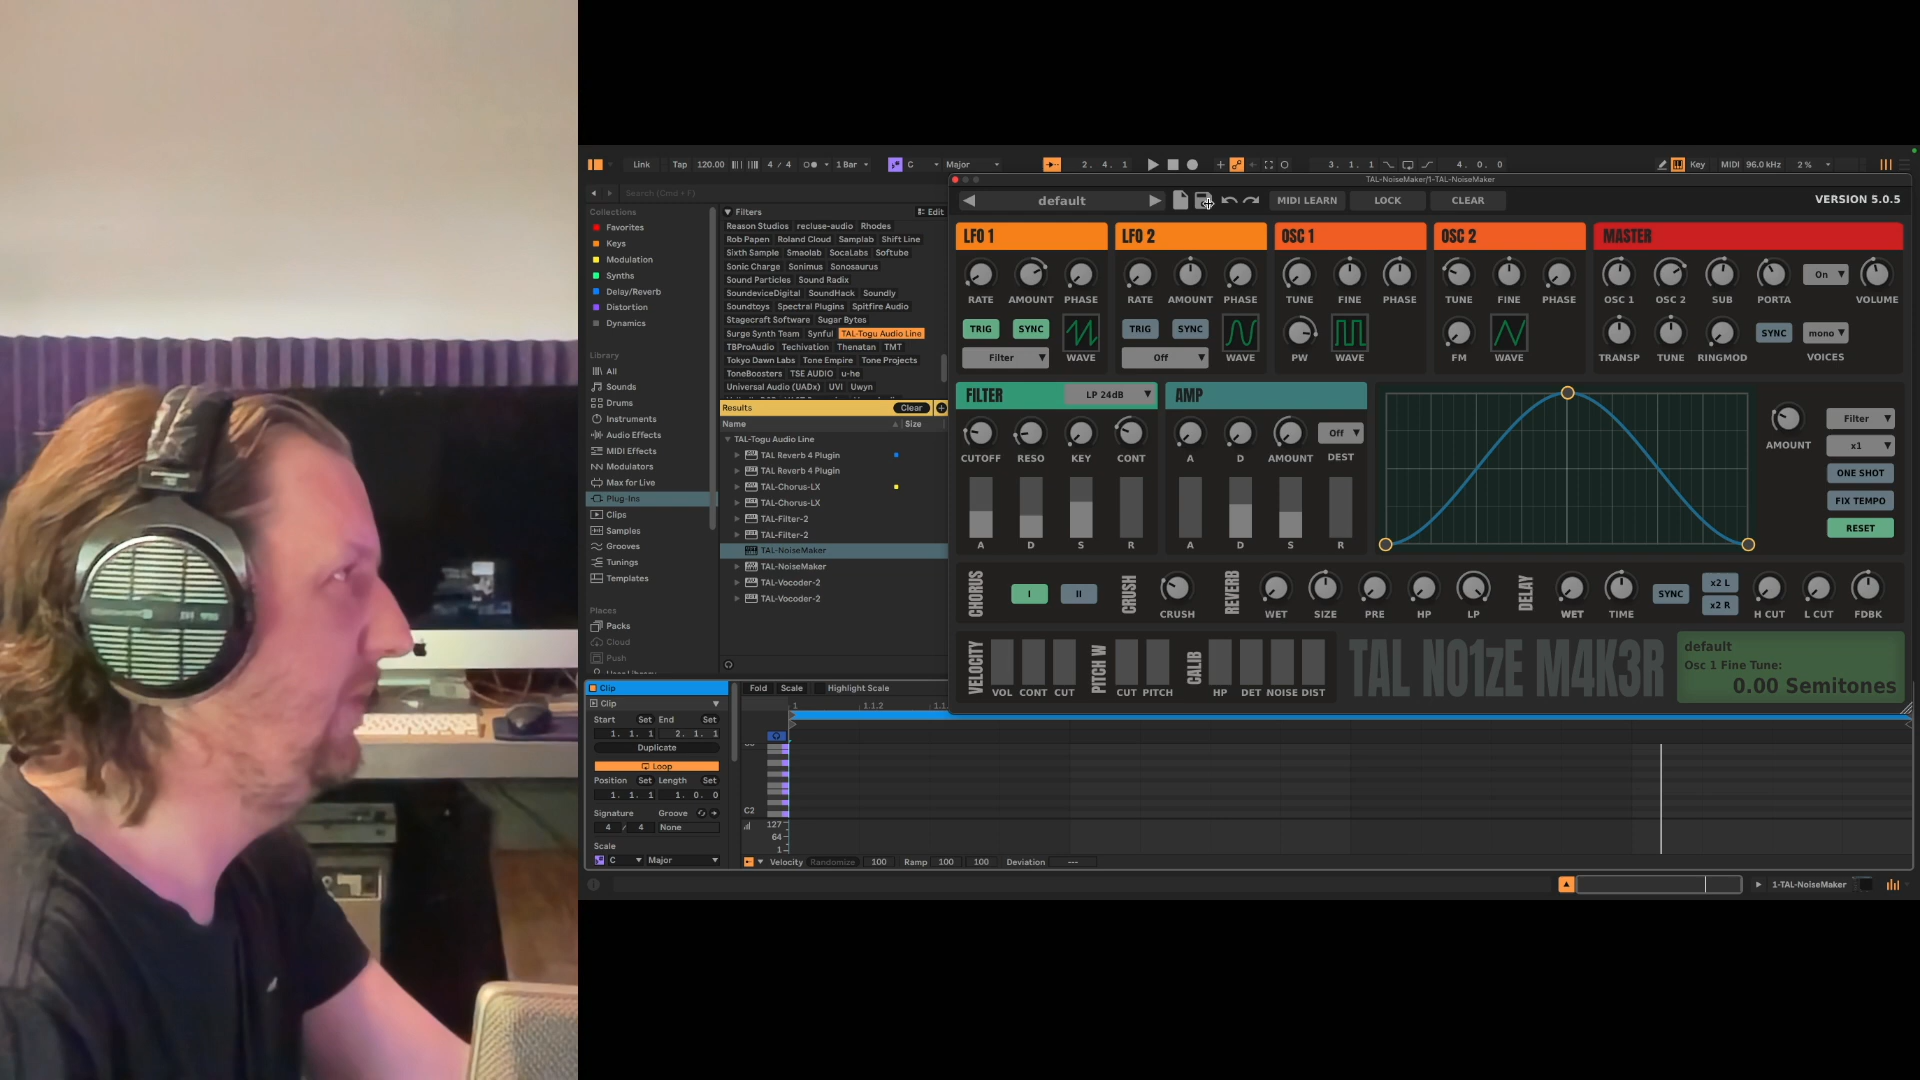 Link Tap 120.00 4 / 4 1 Bar C Major 2. 4. 1 3. 1. 1 4. 0. 0 Key MIDI 96.0 kHz 2 %
TAL-NoiseMaker/1-TAL-NoiseMaker
Search (Cmd + F)
default MIDI LEARN LOCK CLEAR VERSION 5.0.5
Collections
Favorites
Keys
Modulation
Synths
Delay/Reverb
Distortion
Dynamics
Library
All
Sounds
Drums
Instruments
Audio Effects
MIDI Effects
Modulators
Max for Live
Plug-Ins
Clips
Samples
Grooves
Tunings
Templates
Places
Packs
Cloud
Push
Filters Edit
Reason Studios recluse-audio Rhodes
Rob Papen Roland Cloud Samplab Shift Line
Sixth Sample Smaolab SocaLabs Softube
Sonic Charge Sonimus Sonosaurus
Sound Particles Sound Radix
SoundeviceDigital SoundHack Soundly
Soundtoys Spectral Plugins Spitfire Audio
Stagecraft Software Sugar Bytes
Surge Synth Team Synful TAL-Togu Audio Line
TBProAudio Techivation Thenatan TMT
Tokyo Dawn Labs Tone Empire Tone Projects
ToneBoosters TSE AUDIO u-he
Universal Audio (UADx) UVI Uwyn
Results Clear
Name Size
TAL-Togu Audio Line
TAL Reverb 4 Plugin
TAL Reverb 4 Plugin
TAL-Chorus-LX
TAL-Chorus-LX
TAL-Filter-2
TAL-Filter-2
TAL-NoiseMaker
TAL-NoiseMaker
TAL-Vocoder-2
TAL-Vocoder-2
LFO 1 LFO 2 OSC 1 OSC 2 MASTER
On
RATE AMOUNT PHASE RATE AMOUNT PHASE TUNE FINE PHASE TUNE FINE PHASE OSC 1 OSC 2 SUB PORTA VOLUME
TRIG SYNC TRIG SYNC SYNC mono
Filter WAVE Off WAVE PW WAVE FM WAVE TRANSP TUNE RINGMOD VOICES
FILTER LP 24dB AMP
Off Filter
CUTOFF RESO KEY CONT A D AMOUNT DEST AMOUNT x1
ONE SHOT
FIX TEMPO
RESET
A D S R A D S R
CHORUS I II CRUSH CRUSH REVERB WET SIZE PRE HP LP DELAY WET TIME SYNC x2 L x2 R H CUT L CUT FDBK
VELOCITY VOL CONT CUT PITCH W CUT PITCH CALIB HP DET NOISE DIST
TAL NO1zE M4K3R
default
Osc 1 Fine Tune:
0.00 Semitones
Clip Fold Scale Highlight Scale
Clip
1 1.1.2
Start Set End Set
1. 1. 1 2. 1. 1
Duplicate
Loop
Position Set Length Set
1. 1. 1 1. 0. 0
Signature Groove
4 / 4 None
Scale
C Major
C2
127
64
1
Velocity Randomize 100 Ramp 100 100 Deviation ---
1-TAL-NoiseMaker